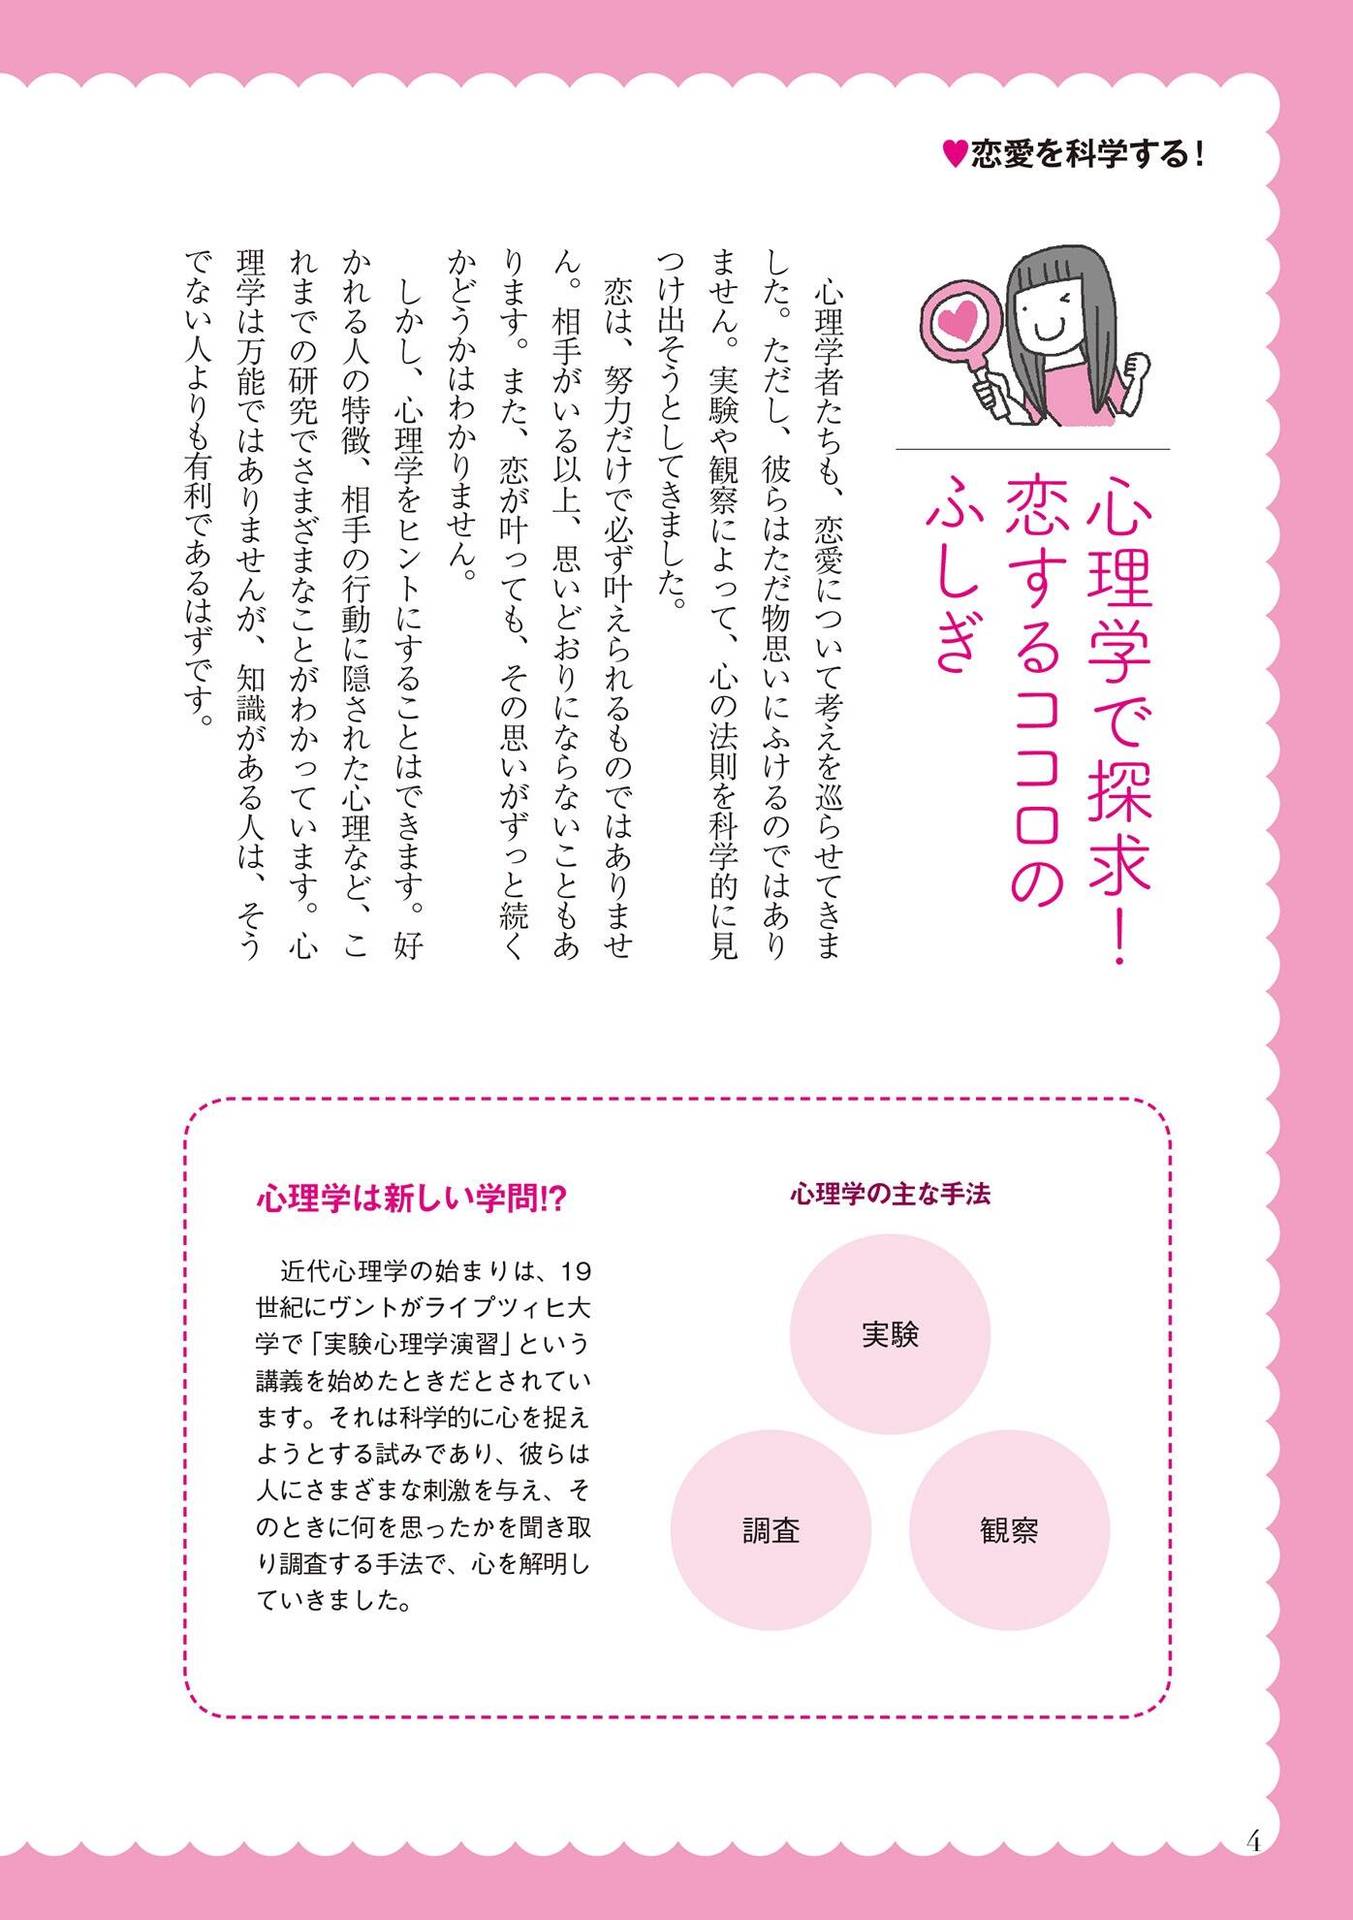 ♥恋愛を科学する！
心理学で探求！
恋するココロの
ふしぎ
心理学者たちも、恋愛について考えを巡らせてきま
した。ただし、彼らはただ物思いにふけるのではあり
ません。実験や観察によって、心の法則を科学的に見
つけ出そうとしてきました。
恋は、努力だけで必ず叶えられるものではありませ
ん。相手がいる以上、思いどおりにならないこともあ
ります。また、恋が叶っても、その思いがずっと続く
かどうかはわかりません。
しかし、心理学をヒントにすることはできます。好
かれる人の特徴、相手の行動に隠された心理など、こ
れまでの研究でさまざまなことがわかっています。心
理学は万能ではありませんが、知識がある人は、そう
でない人よりも有利であるはずです。
心理学は新しい学問!?
近代心理学の始まりは、19
世紀にヴントがライプツィヒ大
学で「実験心理学演習」という
講義を始めたときだとされてい
ます。それは科学的に心を捉え
ようとする試みであり、彼らは
人にさまざまな刺激を与え、そ
のときに何を思ったかを聞き取
り調査する手法で、心を解明し
ていきました。
心理学の主な手法
実験
調査
観察
4